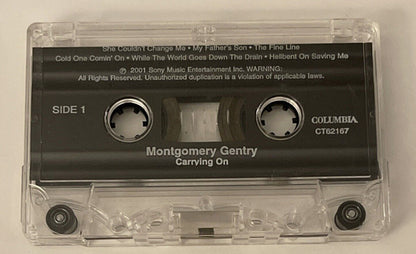 She Couldn't Change Me • My Father's Son • The Fine Line
Cold One Comin' On • While The World Goes Down The Drain • Hellbent On Saving Me
℗ 2001 Sony Music Entertainment Inc. WARNING:
All Rights Reserved. Unauthorized duplication is a violation of applicable laws.
SIDE 1
COLUMBIA
CT62167
Montgomery Gentry
Carrying On